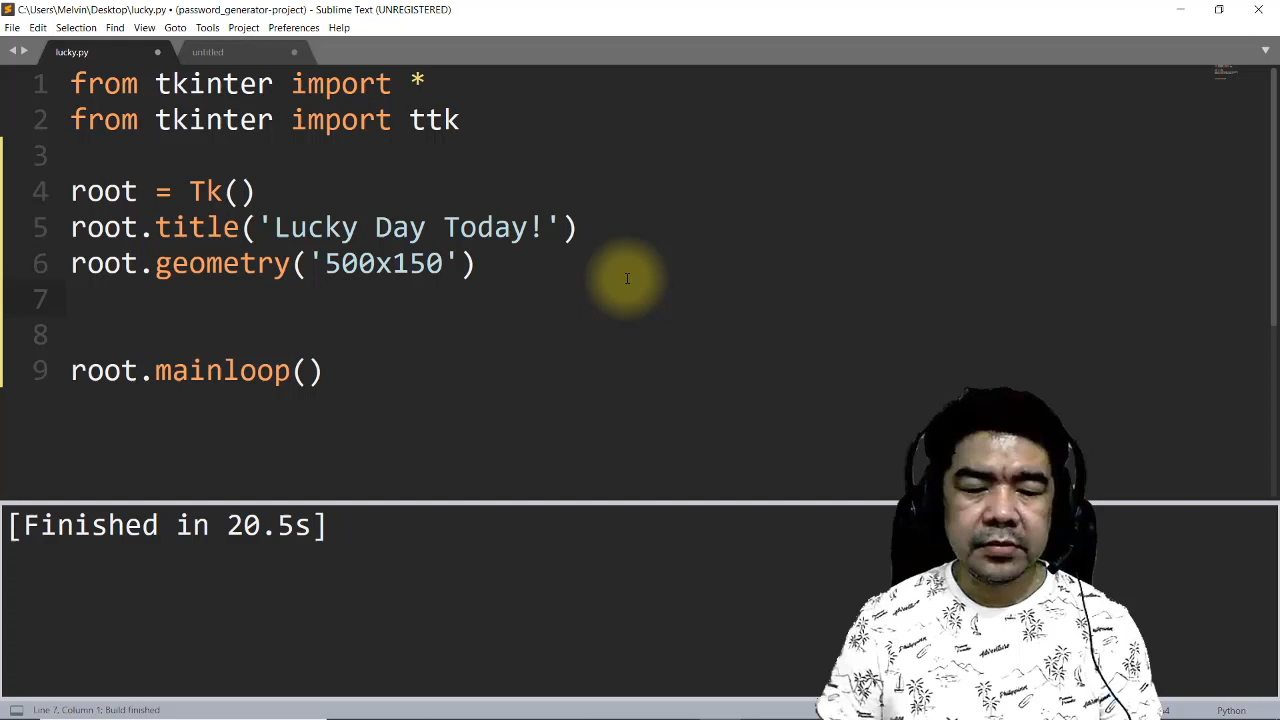 C:\Users\Melvin\Desktop\lucky.py • (password_generator-project) - Sublime Text (UNREGISTERED)
File Edit Selection Find View Goto Tools Project Preferences Help
lucky.py untitled
1 from tkinter import *
2 from tkinter import ttk
3
4 root = Tk()
5 root.title('Lucky Day Today!')
6 root.geometry('500x150')
7
8
9 root.mainloop()
[Finished in 20.5s]
Line 7, Column 1; Build finished
Python